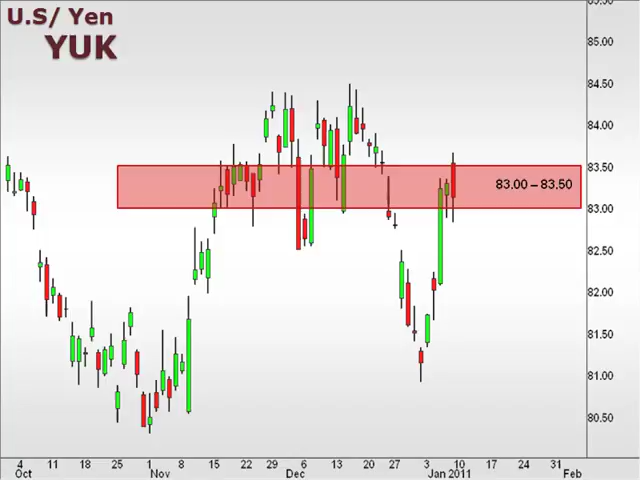 U.S/ Yen
YUK
85.50
85.00
84.50
84.00
83.50
83.00 – 83.50
83.00
82.50
82.00
81.50
81.00
80.50
4 11 18 25 1 8 15 22 29 6 13 20 27 3 10 17 24 31
Oct Nov Dec Jan 2011 Feb